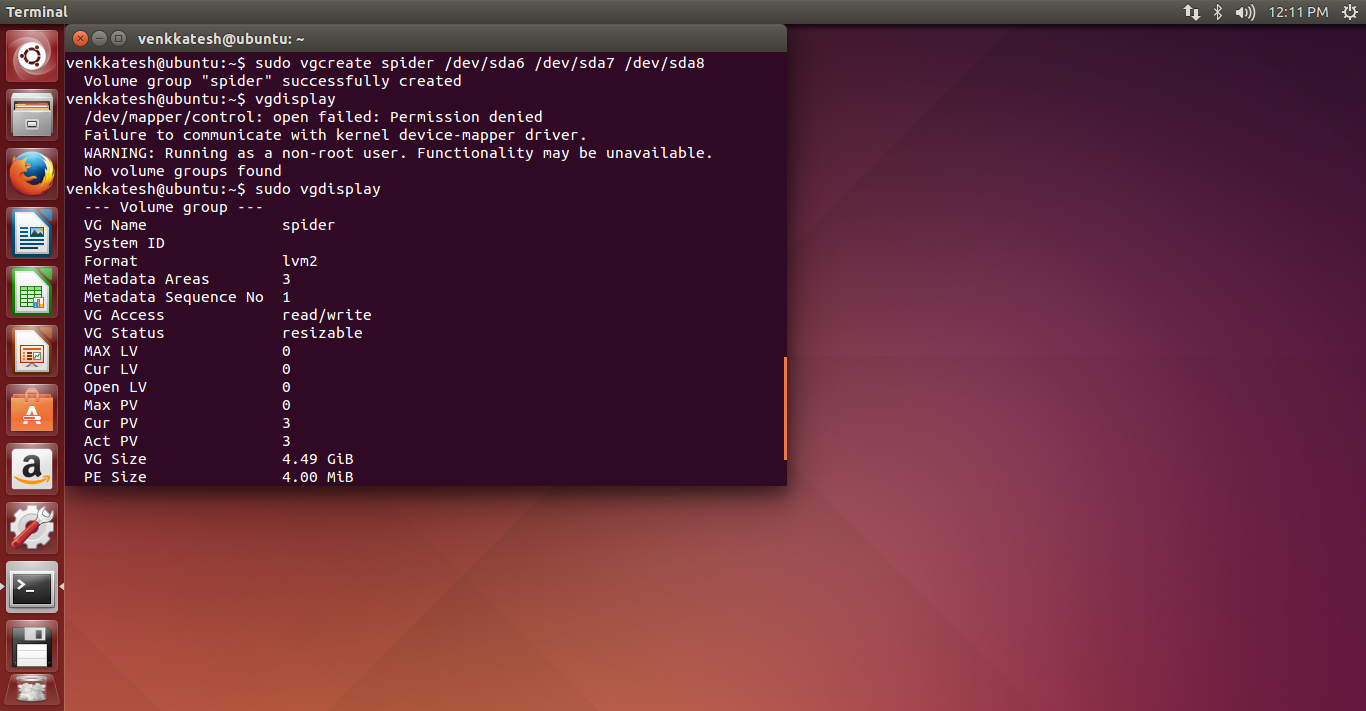 Terminal
12:11 PM
venkkatesh@ubuntu: ~
venkkatesh@ubuntu:~$ sudo vgcreate spider /dev/sda6 /dev/sda7 /dev/sda8
  Volume group "spider" successfully created
venkkatesh@ubuntu:~$ vgdisplay
  /dev/mapper/control: open failed: Permission denied
  Failure to communicate with kernel device-mapper driver.
  WARNING: Running as a non-root user. Functionality may be unavailable.
  No volume groups found
venkkatesh@ubuntu:~$ sudo vgdisplay
  --- Volume group ---
  VG Name               spider
  System ID
  Format                lvm2
  Metadata Areas        3
  Metadata Sequence No  1
  VG Access             read/write
  VG Status             resizable
  MAX LV                0
  Cur LV                0
  Open LV               0
  Max PV                0
  Cur PV                3
  Act PV                3
  VG Size               4.49 GiB
  PE Size               4.00 MiB